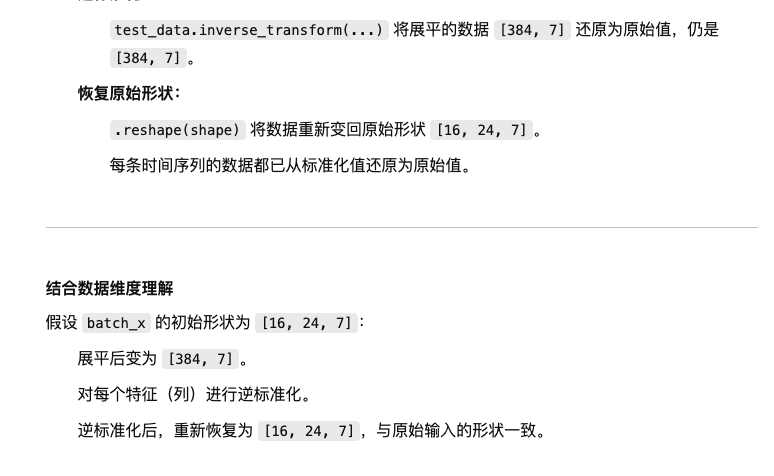 test_data.inverse_transform(...) 将展平的数据 [384, 7] 还原为原始值，仍是
[384, 7]。
恢复原始形状：
.reshape(shape) 将数据重新变回原始形状 [16, 24, 7]。
每条时间序列的数据都已从标准化值还原为原始值。
结合数据维度理解
假设 batch_x 的初始形状为 [16, 24, 7]：
展平后变为 [384, 7]。
对每个特征（列）进行逆标准化。
逆标准化后，重新恢复为 [16, 24, 7]，与原始输入的形状一致。